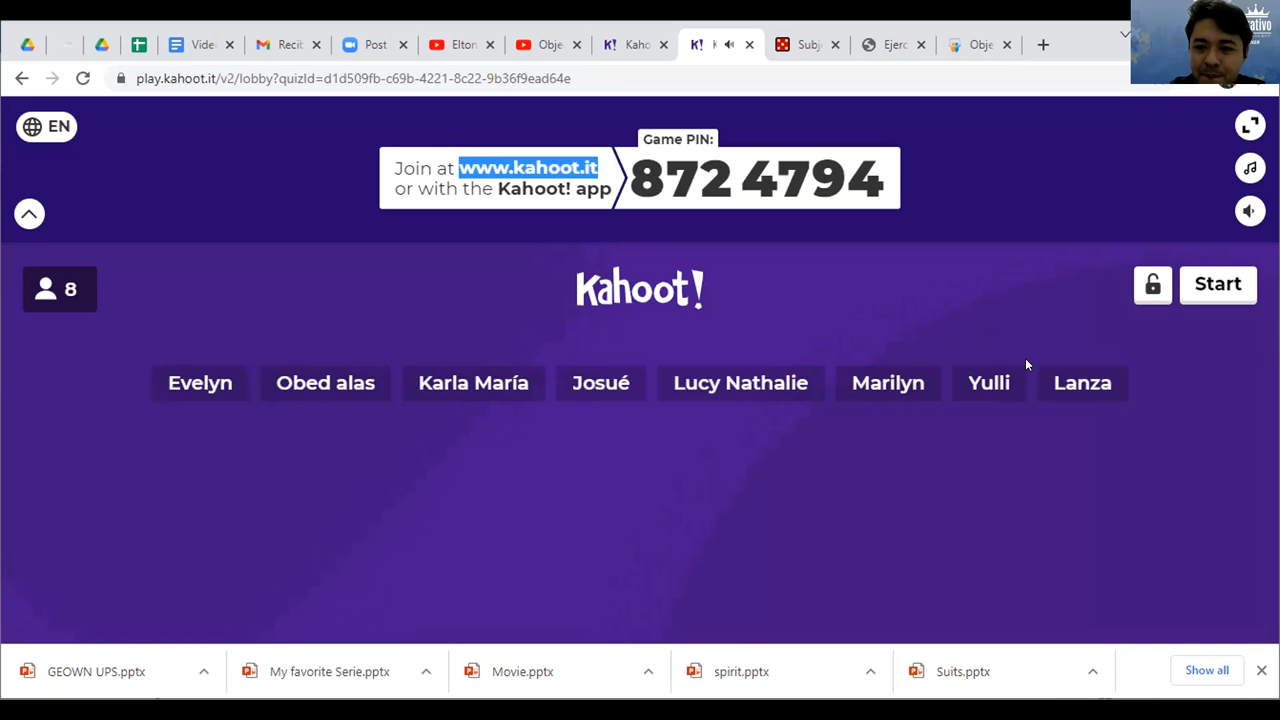 Vide
Recib
Post
Elton
Obje
Kaho
K
Subj
Ejerc
Obje
play.kahoot.it/v2/lobby?quizId=d1d509fb-c69b-4221-8c22-9b36f9ead64e
EN
Game PIN:
Join at www.kahoot.it
or with the Kahoot! app
872 4794
8
Kahoot!
Start
Evelyn Obed alas Karla María Josué Lucy Nathalie Marilyn Yulli Lanza
GEOWN UPS.pptx My favorite Serie.pptx Movie.pptx spirit.pptx Suits.pptx Show all